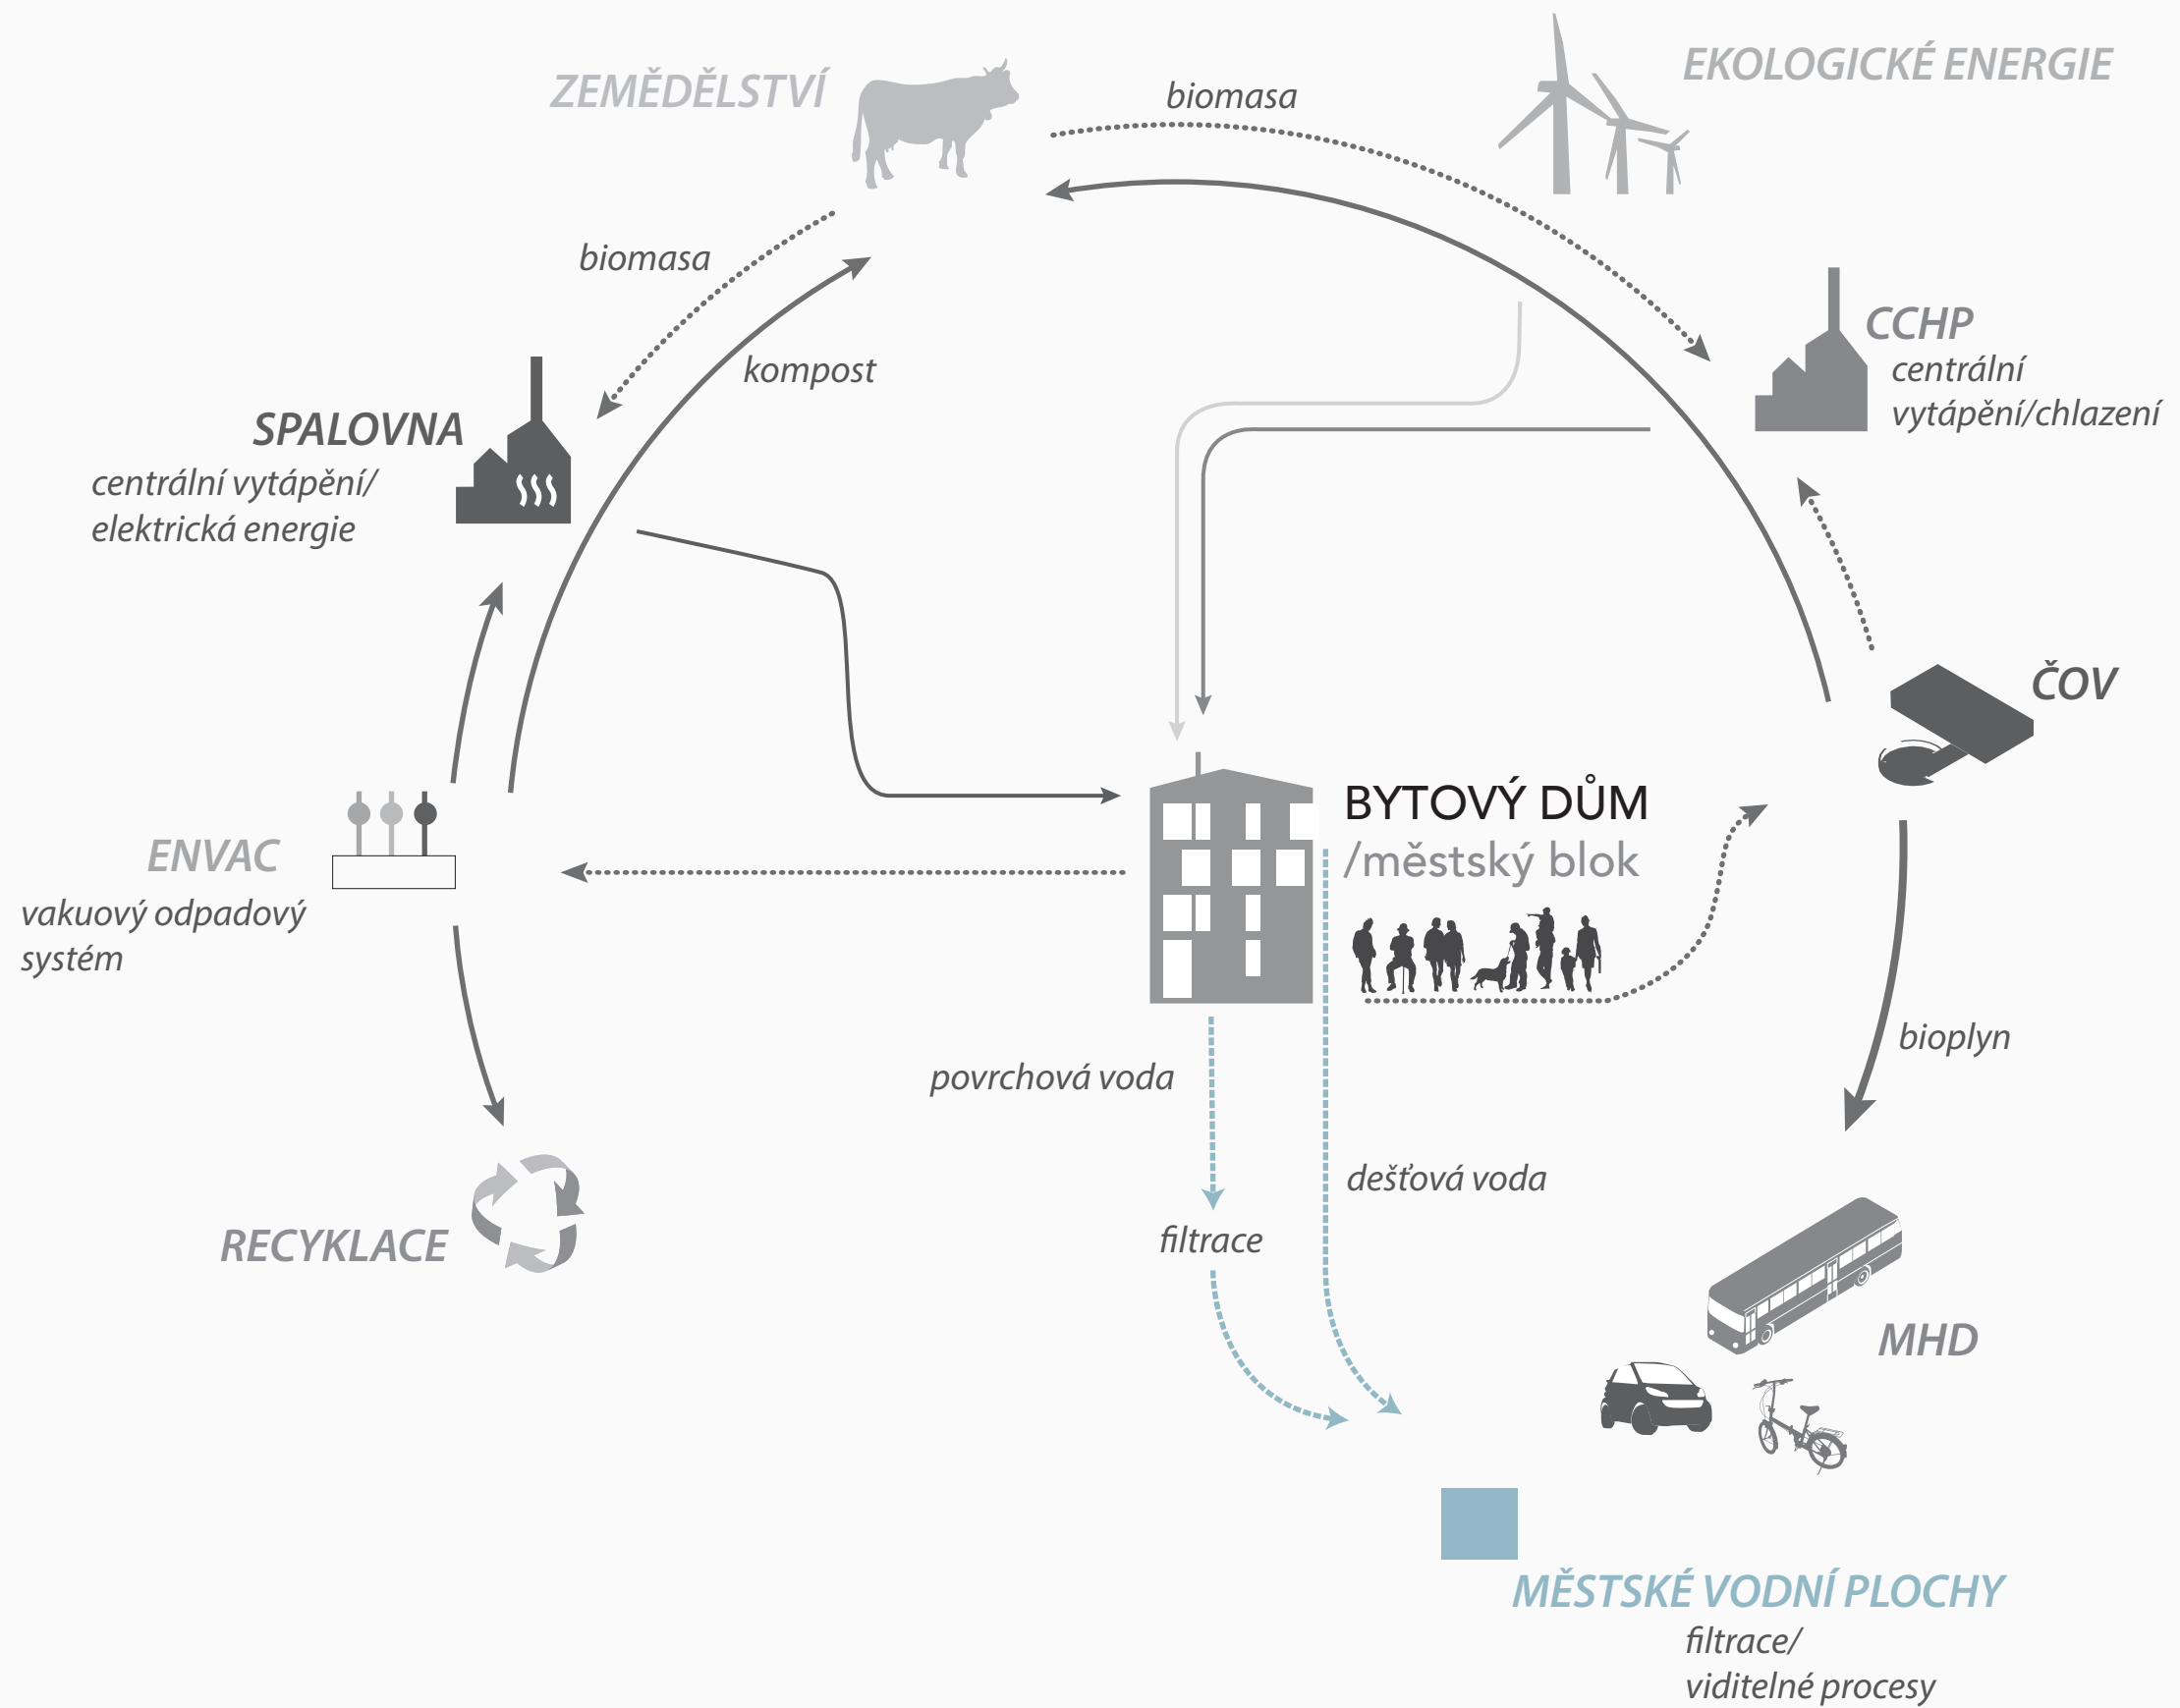 EKOLOGICKÉ ENERGIE
ZEMĚDĚLSTVÍ
biomasa
biomasa
CCHP
centrální
vytápění/chlazení
kompost
SPALOVNA
centrální vytápění/
elektrická energie
ČOV
BYTOVÝ DŮM
/městský blok
ENVAC
vakuový odpadový
systém
bioplyn
povrchová voda
dešťová voda
filtrace
RECYKLACE
MHD
MĚSTSKÉ VODNÍ PLOCHY
filtrace/
viditelné procesy